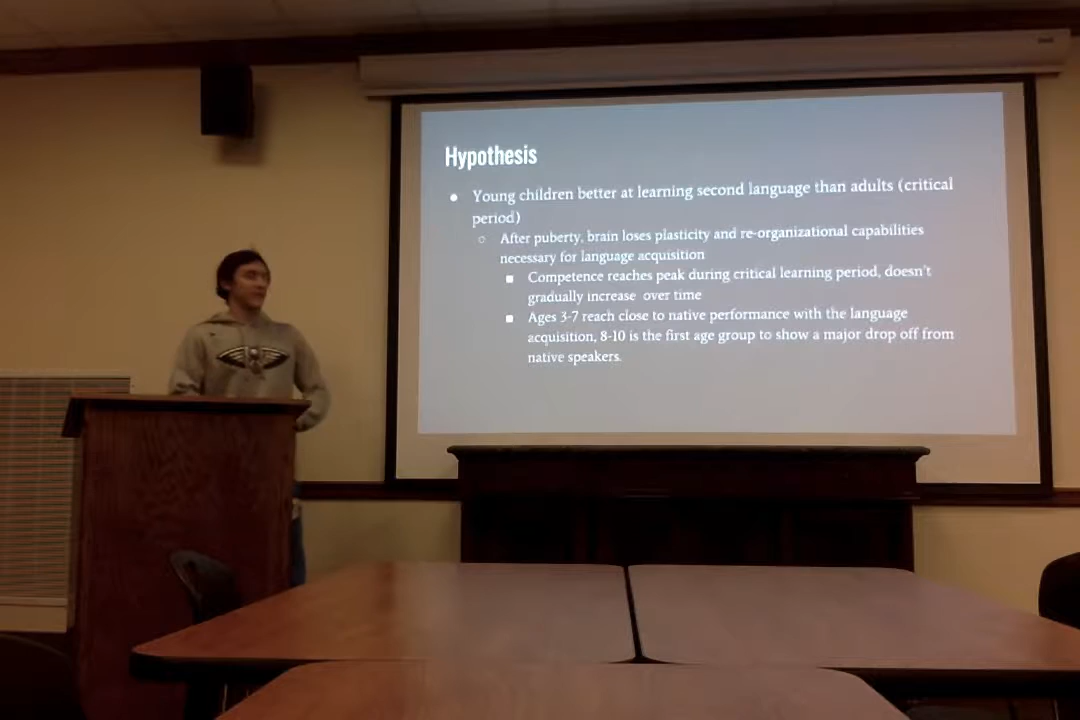 Hypothesis
Young children better at learning second language than adults (critical
period)
After puberty, brain loses plasticity and re-organizational capabilities
necessary for language acquisition
Competence reaches peak during critical learning period, doesn't
gradually increase over time
Ages 3-7 reach close to native performance with the language
acquisition, 8-10 is the first age group to show a major drop off from
native speakers.